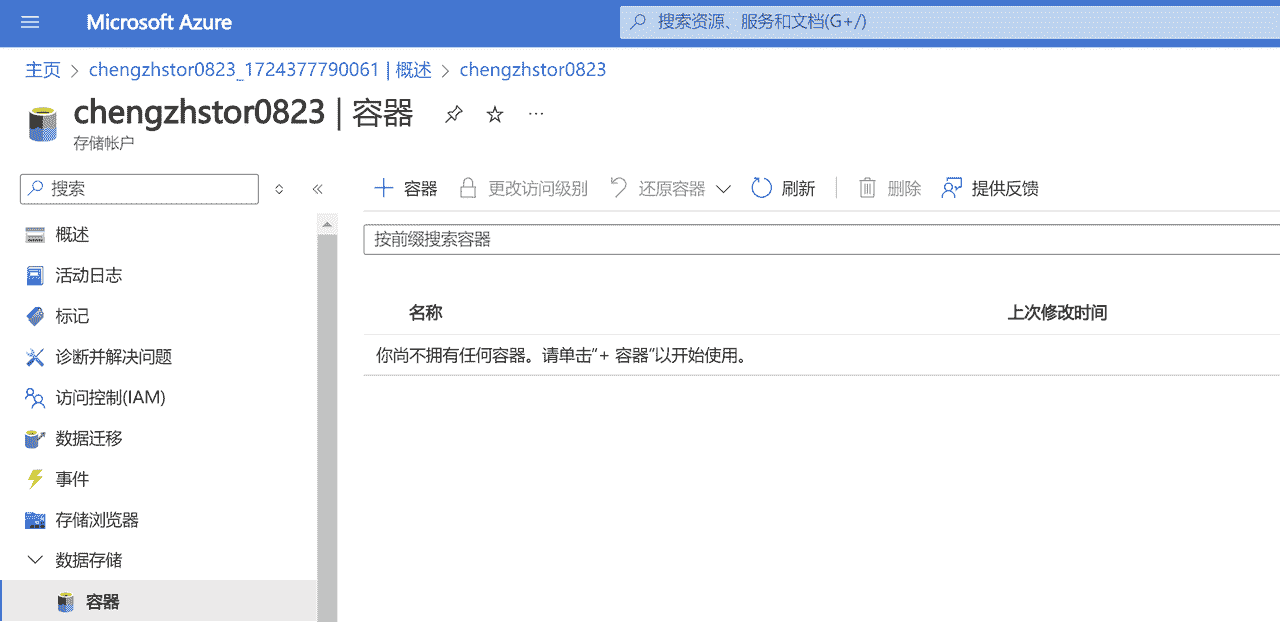 Microsoft Azure
搜索资源、服务和文档(G+/)
主页 > chengzhstor0823_1724377790061 | 概述 > chengzhstor0823
chengzhstor0823 | 容器
存储帐户
搜索
容器 更改访问级别 还原容器 刷新 删除 提供反馈
按前缀搜索容器
概述
活动日志
标记
诊断并解决问题
访问控制(IAM)
数据迁移
事件
存储浏览器
数据存储
容器
名称 上次修改时间
你尚不拥有任何容器。请单击“+ 容器”以开始使用。